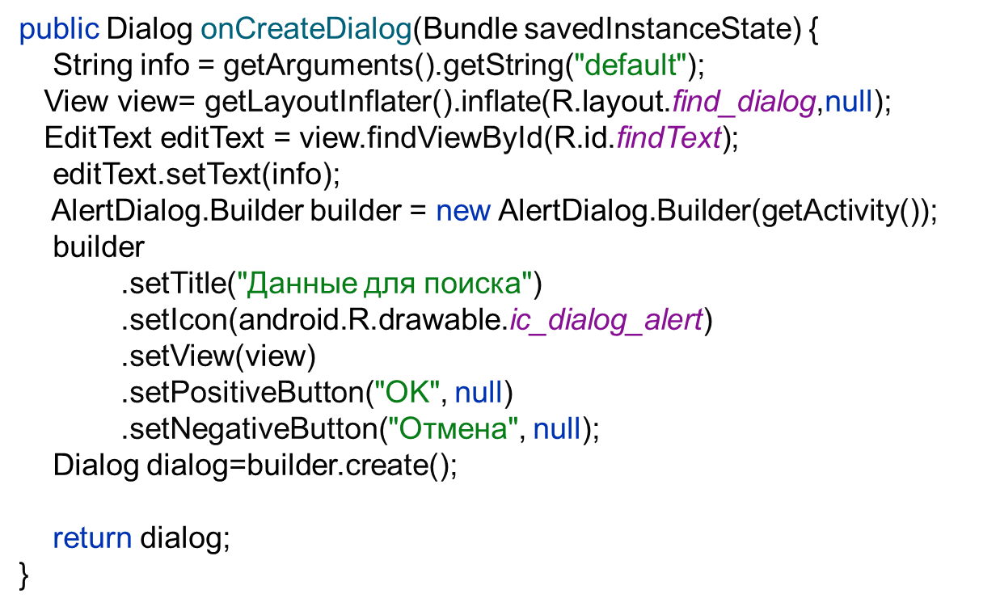 public Dialog onCreateDialog(Bundle savedInstanceState) {
String info = getArguments().getString("default");
View view= getLayoutInflater().inflate(R.layout.find_dialog,null);
EditText editText = view.findViewById(R.id.findText);
editText.setText(info);
AlertDialog.Builder builder = new AlertDialog.Builder(getActivity());
builder
.setTitle("Данные для поиска")
.setIcon(android.R.drawable.ic_dialog_alert)
.setView(view)
.setPositiveButton("OK", null)
.setNegativeButton("Отмена", null);
Dialog dialog=builder.create();
return dialog;
}